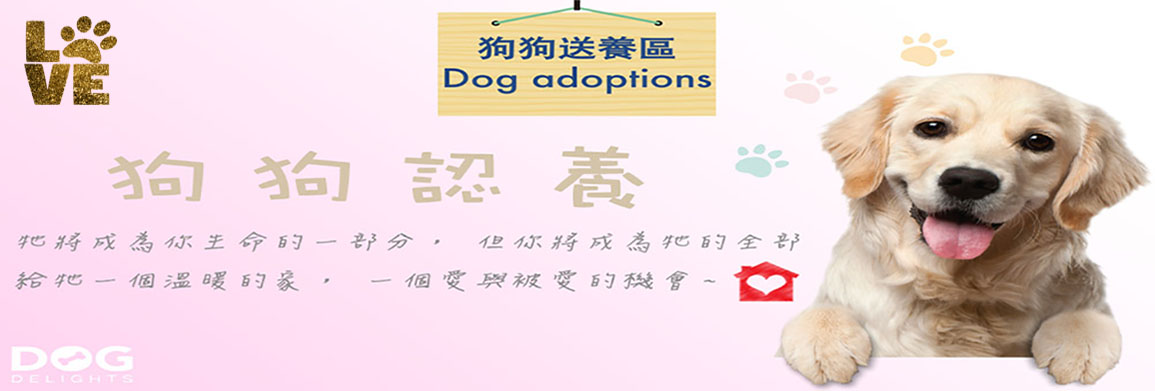 LOVE
狗狗送養區
Dog adoptions
狗狗認養
牠將成為你生命的一部分， 但你將成為牠的全部
給牠一個溫暖的家， 一個愛與被愛的機會~
DOG
DELIGHTS